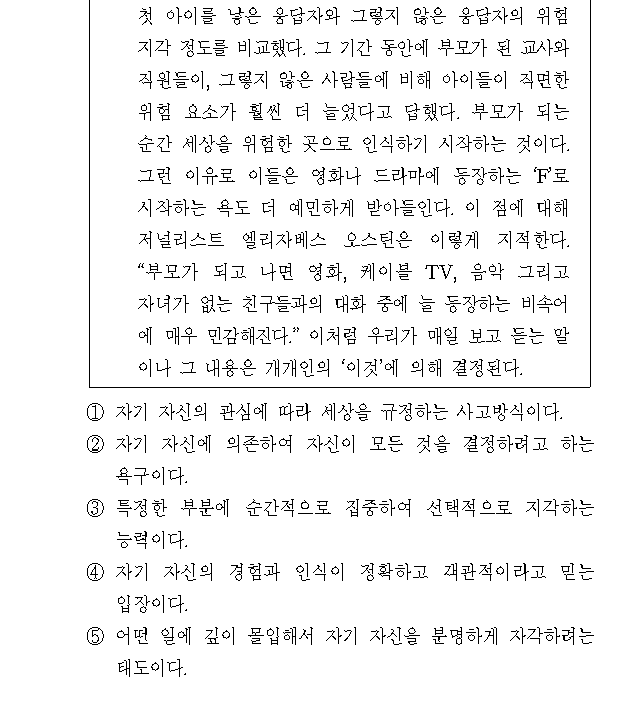 첫 아이를 낳은 응답자와 그렇지 않은 응답자의 위험
지각 정도를 비교했다. 그 기간 동안에 부모가 된 교사와
직원들이, 그렇지 않은 사람들에 비해 아이들이 직면한
위험 요소가 훨씬 더 늘었다고 답했다. 부모가 되는
순간 세상을 위험한 곳으로 인식하기 시작하는 것이다.
그런 이유로 이들은 영화나 드라마에 등장하는 ‘F’로
시작하는 욕도 더 예민하게 받아들인다. 이 점에 대해
저널리스트 엘리자베스 오스틴은 이렇게 지적한다.
“부모가 되고 나면 영화, 케이블 TV, 음악 그리고
자녀가 없는 친구들과의 대화 중에 늘 등장하는 비속어
에 매우 민감해진다.” 이처럼 우리가 매일 보고 듣는 말
이나 그 내용은 개개인의 ‘이것’에 의해 결정된다.
① 자기 자신의 관심에 따라 세상을 규정하는 사고방식이다.
② 자기 자신에 의존하여 자신이 모든 것을 결정하려고 하는
욕구이다.
③ 특정한 부분에 순간적으로 집중하여 선택적으로 지각하는
능력이다.
④ 자기 자신의 경험과 인식이 정확하고 객관적이라고 믿는
입장이다.
⑤ 어떤 일에 깊이 몰입해서 자기 자신을 분명하게 자각하려는
태도이다.